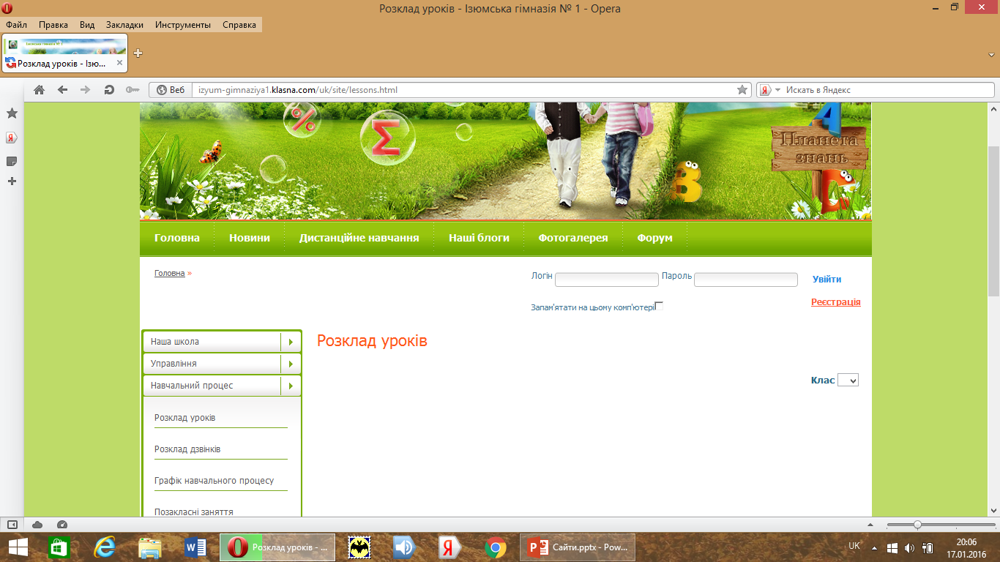 Розклад уроків - Ізюмська гімназія № 1 - Opera
Файл Правка Вид Закладки Инструменты Справка
Розклад уроків - Ізю...
Веб izyum-gimnaziya1.klasna.com/uk/site/lessons.html Искать в Яндекс
Планета
знань
Головна Новини Дистанційне навчання Наші блоги Фотогалерея Форум
Головна »
Логін Пароль Увійти
Запам'ятати на цьому комп'ютері Реєстрація
Наша школа
Розклад уроків
Управління
Клас
Навчальний процес
Розклад уроків
Розклад дзвінків
Графік навчального процесу
Позакласні заняття
Розклад уроків - ...
Сайти.pptx - Pow...
UK
20:06
17.01.2016